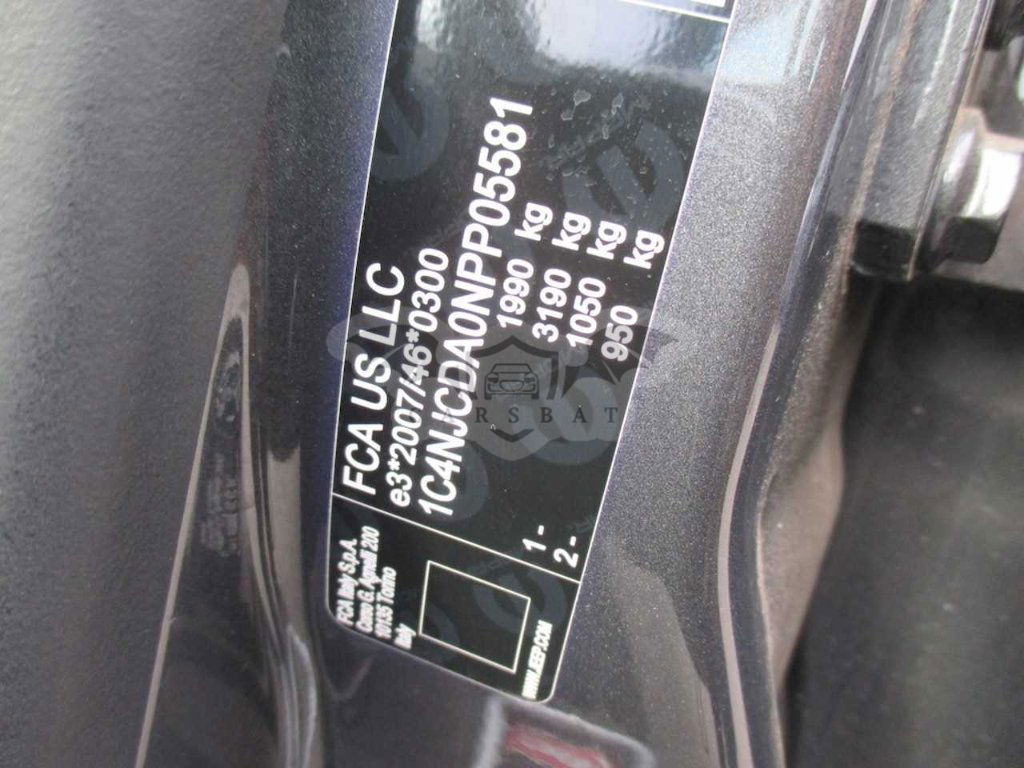 FCA US LLC
e3*2007/46*0300
1C4NJCDA0NPP05581
1990 kg
3190 kg
1- 1050 kg
2- 950 kg
FCA Italy S.p.A.
Corso G. Agnelli 200
10135 Torino
Italy
WWW.JEEP.COM
CARSBAT